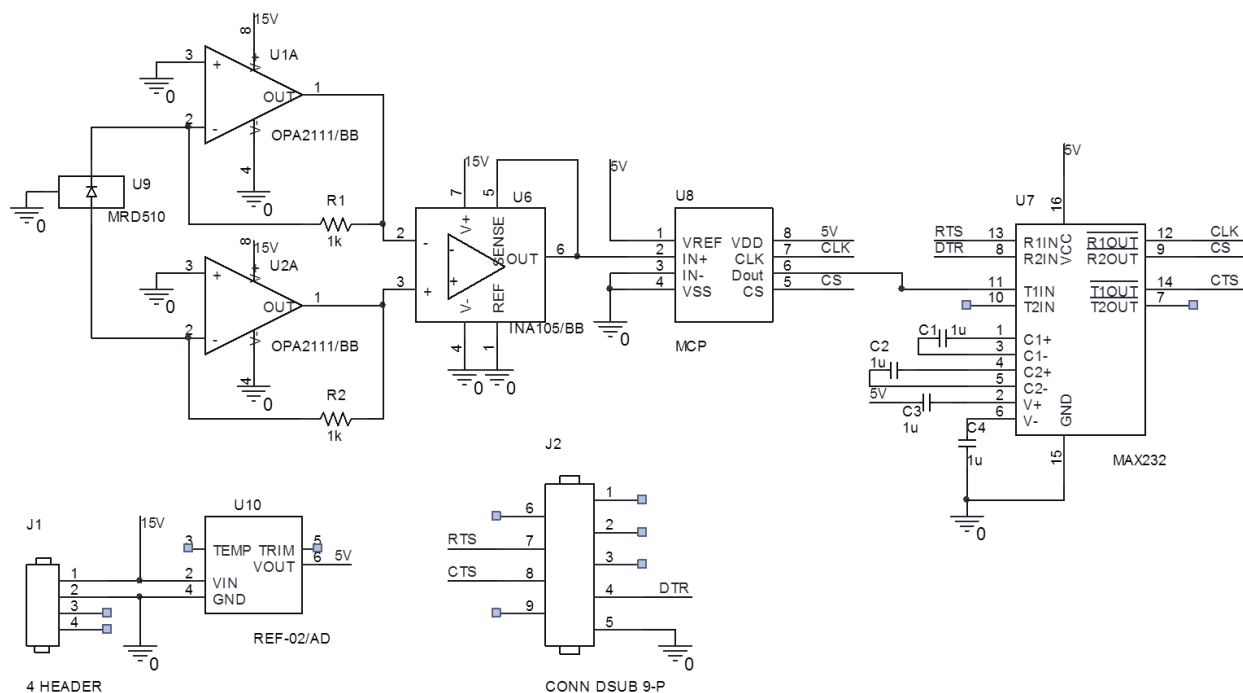 15V
8
U1A
3
+
V+
1
OUT
2
-
V-
OPA2111/BB
4
0
0
U9
MRD510
0
R1
1k
15V
8
U2A
3
+
V+
1
OUT
2
-
V-
OPA2111/BB
4
0
0
R2
1k
15V
7
5
U6
2
-
V+
SENSE
-
+
OUT
6
3
+
V-
REF
INA105/BB
4
1
0
0
5V
U8
1
VREF
VDD
8
5V
2
IN+
CLK
7
CLK
3
IN-
Dout
6
4
VSS
CS
5
CS
0
MCP
5V
U7
16
RTS
13
R1IN
VCC
R1OUT
12
CLK
DTR
8
R2IN
R2OUT
9
CS
11
T1IN
T1OUT
14
CTS
10
T2IN
T2OUT
7
C1
1u
1
C1+
3
C1-
C2
1u
4
C2+
5
C2-
5V
2
V+
C3
1u
6
V-
GND
C4
1u
15
MAX232
0
J1
15V
1
2
3
4
0
4 HEADER
U10
3
TEMP
TRIM
5
VOUT
6
5V
2
VIN
4
GND
REF-02/AD
J2
1
6
2
RTS
7
3
CTS
8
4
DTR
9
5
0
CONN DSUB 9-P